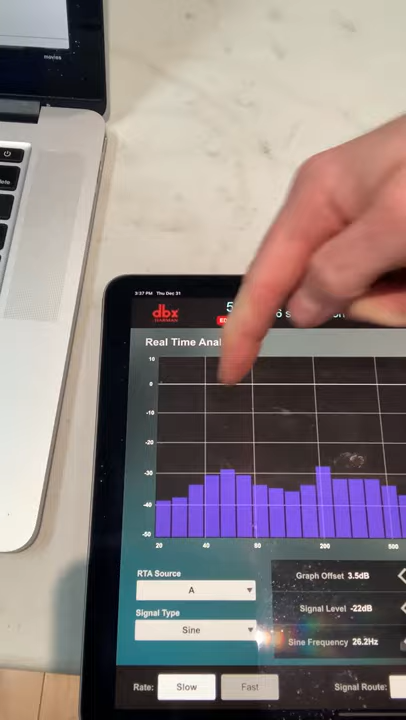 movies
3:37 PM Thu Dec 31
dbx
Real Time Anal
10
0
-10
-20
-30
-40
-50
20
40
80
200
500
RTA Source
A
Signal Type
Sine
Graph Offset 3.5dB
Signal Level -22dB
Sine Frequency 26.2Hz
Rate:
Slow
Fast
Signal Route: